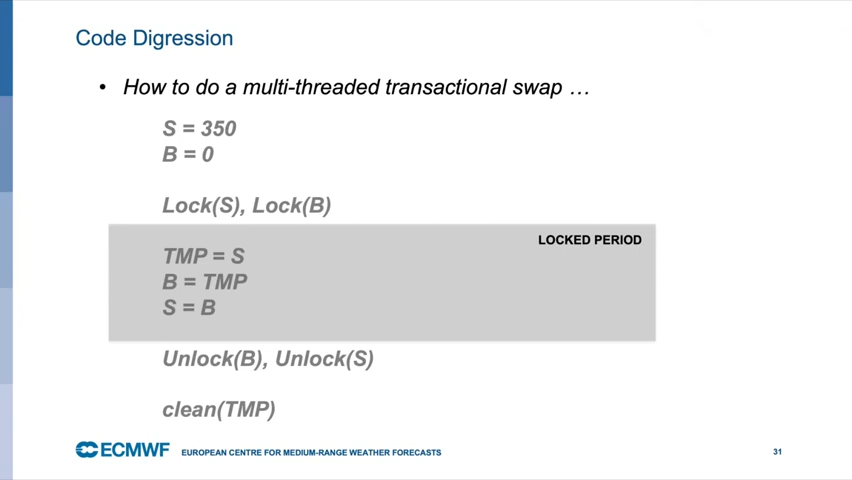 Code Digression
• How to do a multi-threaded transactional swap …
S = 350
B = 0
Lock(S), Lock(B)
LOCKED PERIOD
TMP = S
B = TMP
S = B
Unlock(B), Unlock(S)
clean(TMP)
ECMWF EUROPEAN CENTRE FOR MEDIUM-RANGE WEATHER FORECASTS 31